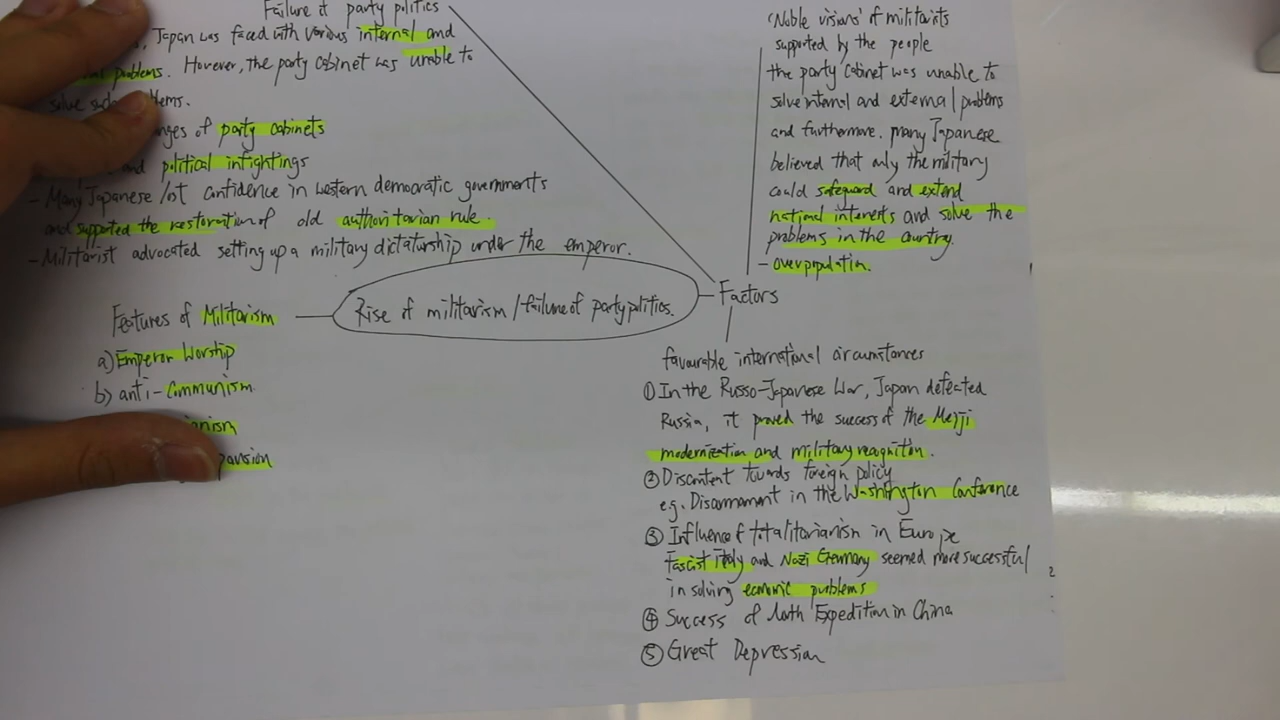 Failure of party politics
, Japan was faced with various internal and
problems. However, the party cabinet was unable to
solve such
lems.
nges of party cabinets
and political infightings
- Many Japanese lost confidence in western democratic governments
and supported the restoration of old authoritarian rule.
- Militarist advocated setting up a military dictatorship under the emperor.
Rise of militarism / failure of party politics.
Features of Militarism
a) Emperor Worship
b) anti-communism
anism
pansion
Factors
'Noble visions' of militarists
supported by the people
the party cabinet was unable to
solve internal and external problems
and furthermore, many Japanese
believed that only the military
could safeguard and extend
national interests and solve the
problems in the country.
- overpopulation.
favourable international circumstances
① In the Russo-Japanese War, Japan defected
Russia, it proved the success of the Meiji
modernization and military recognition.
② Discontent towards foreign policy
e.g. Disarmament in the Washington Conference
③ Influence of totalitarianism in Europe
Fascist Italy and Nazi Germany seemed more successful
in solving economic problems
④ Success of North Expedition in China
⑤ Great Depression